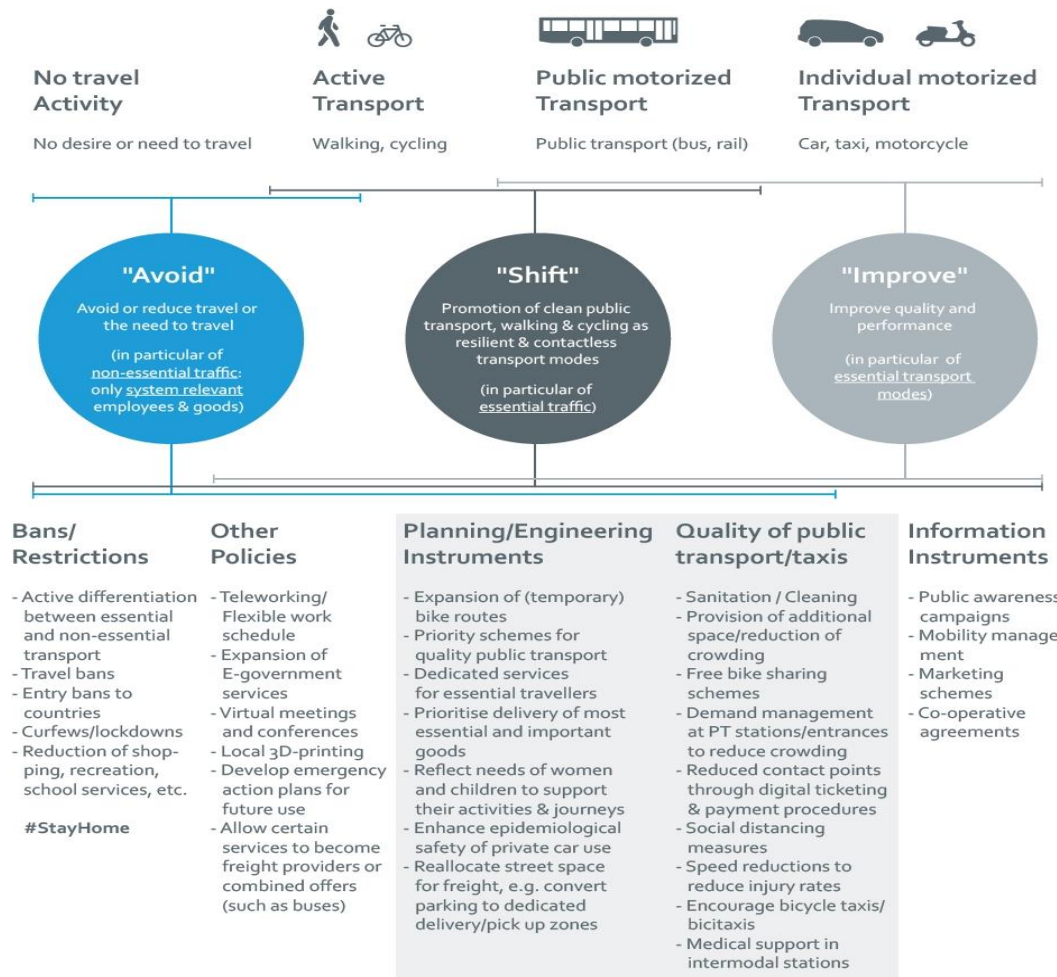 No travel
Activity
No desire or need to travel
Active
Transport
Walking, cycling
Public motorized
Transport
Public transport (bus, rail)
Individual motorized
Transport
Car, taxi, motorcycle
"Avoid"
Avoid or reduce travel or
the need to travel
(in particular of
non-essential traffic:
only system relevant
employees & goods)
"Shift"
Promotion of clean public
transport, walking & cycling as
resilient & contactless
transport modes
(in particular of
essential traffic)
"Improve"
Improve quality and
performance
(in particular of
essential transport
modes)
Bans/
Restrictions
- Active differentiation
between essential
and non-essential
transport
- Travel bans
- Entry bans to
countries
- Curfews/lockdowns
- Reduction of shop-
ping, recreation,
school services, etc.
#StayHome
Other
Policies
- Teleworking/
Flexible work
schedule
- Expansion of
E-government
services
- Virtual meetings
and conferences
- Local 3D-printing
- Develop emergency
action plans for
future use
- Allow certain
services to become
freight providers or
combined offers
(such as buses)
Planning/Engineering
Instruments
- Expansion of (temporary)
bike routes
- Priority schemes for
quality public transport
- Dedicated services
for essential travellers
- Prioritise delivery of most
essential and important
goods
- Reflect needs of women
and children to support
their activities & journeys
- Enhance epidemiological
safety of private car use
- Reallocate street space
for freight, e.g. convert
parking to dedicated
delivery/pick up zones
Quality of public
transport/taxis
- Sanitation / Cleaning
- Provision of additional
space/reduction of
crowding
- Free bike sharing
schemes
- Demand management
at PT stations/entrances
to reduce crowding
- Reduced contact points
through digital ticketing
& payment procedures
- Social distancing
measures
- Speed reductions to
reduce injury rates
- Encourage bicycle taxis/
bicitaxis
- Medical support in
intermodal stations
Information
Instruments
- Public awareness
campaigns
- Mobility manage
ment
- Marketing
schemes
- Co-operative
agreements